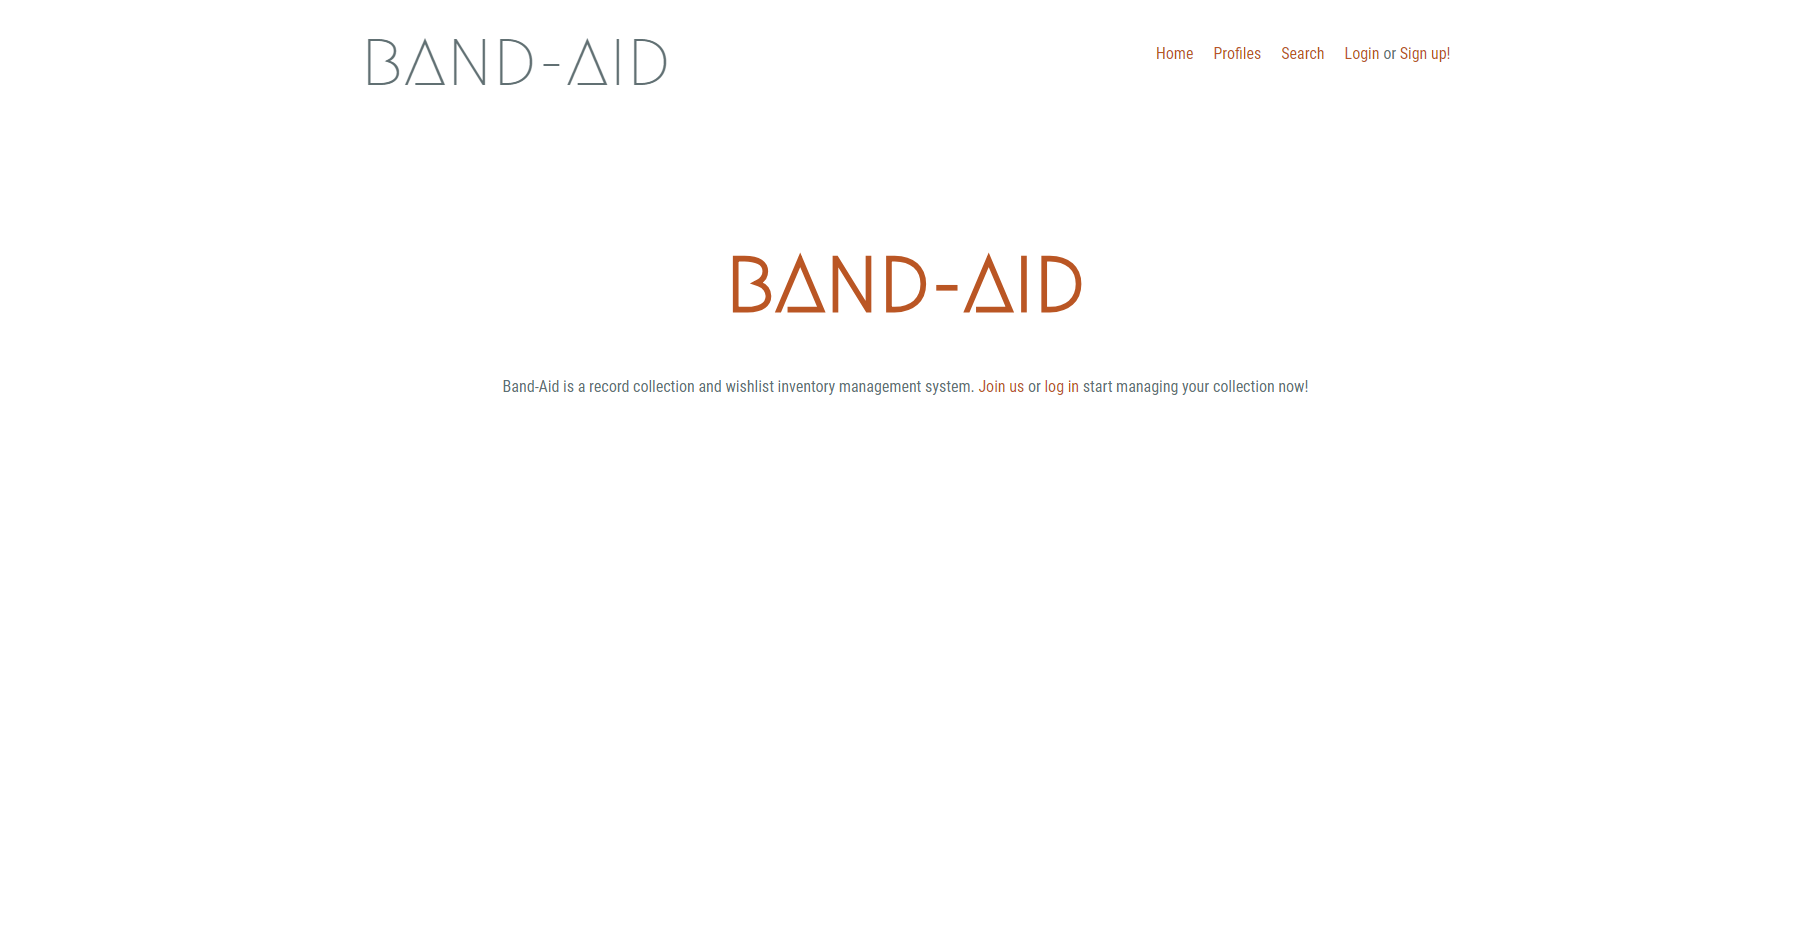 BAND-AID
Home Profiles Search Login or Sign up!
BAND-AID
Band-Aid is a record collection and wishlist inventory management system. Join us or log in start managing your collection now!